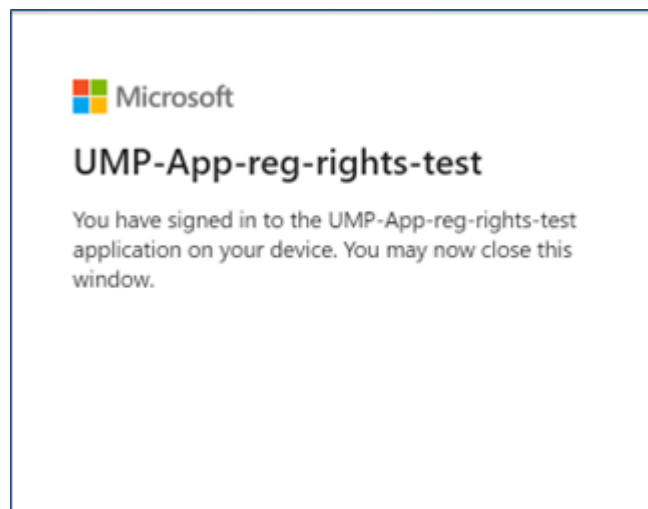 Microsoft
UMP-App-reg-rights-test
You have signed in to the UMP-App-reg-rights-test
application on your device. You may now close this
window.